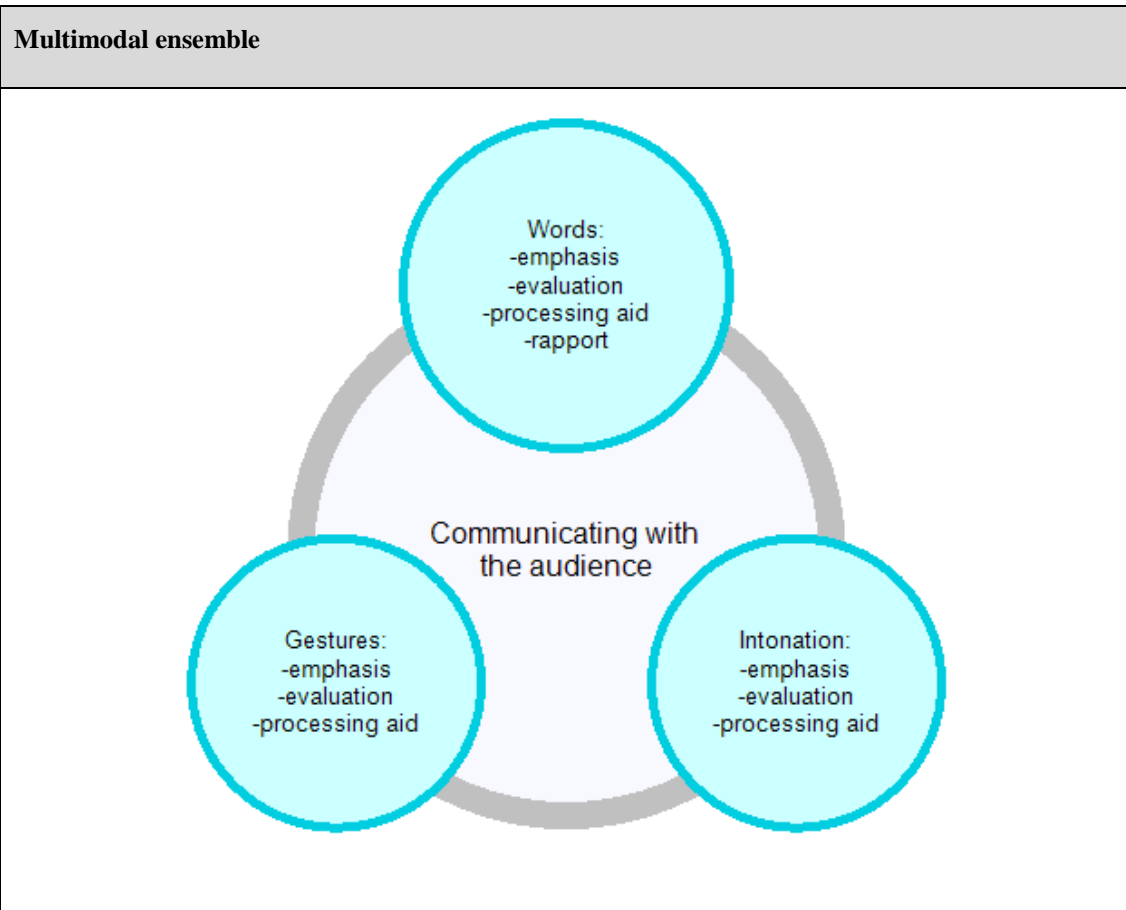 Multimodal ensemble
Words:
-emphasis
-evaluation
-processing aid
-rapport
Communicating with
the audience
Gestures:
-emphasis
-evaluation
-processing aid
Intonation:
-emphasis
-evaluation
-processing aid